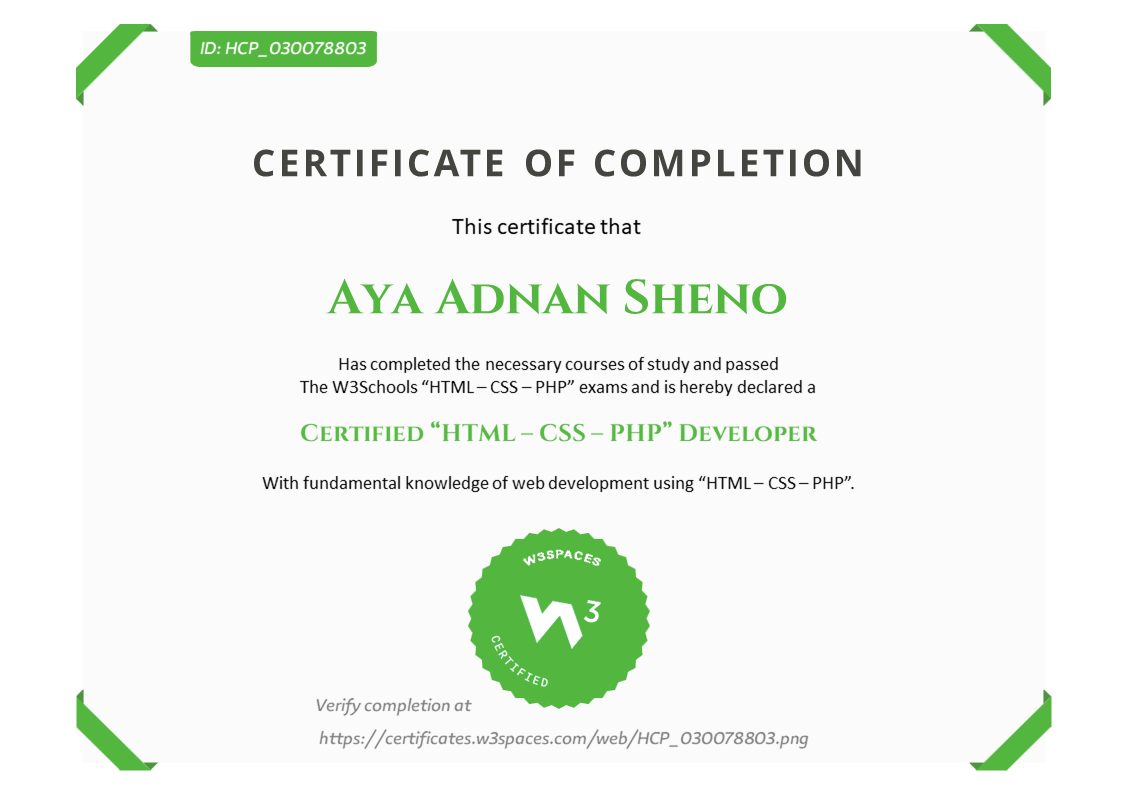 ID: HCP_030078803
CERTIFICATE OF COMPLETION
This certificate that
AYA ADNAN SHENO
Has completed the necessary courses of study and passed
The W3Schools “HTML – CSS – PHP” exams and is hereby declared a
CERTIFIED “HTML – CSS – PHP” DEVELOPER
With fundamental knowledge of web development using “HTML – CSS – PHP”.
W3SPACES
W3
CERTIFIED
Verify completion at
https://certificates.w3spaces.com/web/HCP_030078803.png